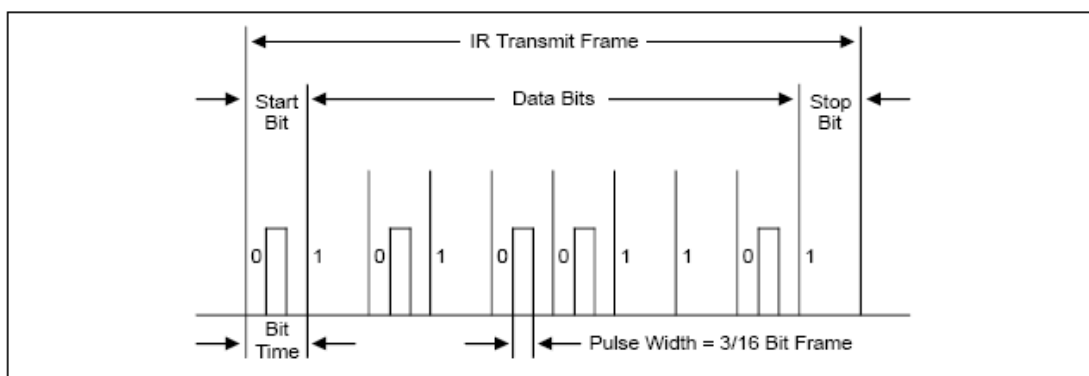 IR Transmit Frame
Start Bit
Data Bits
Stop Bit
0 1 0 1 0 0 1 1 0 1
Bit Time
Pulse Width = 3/16 Bit Frame